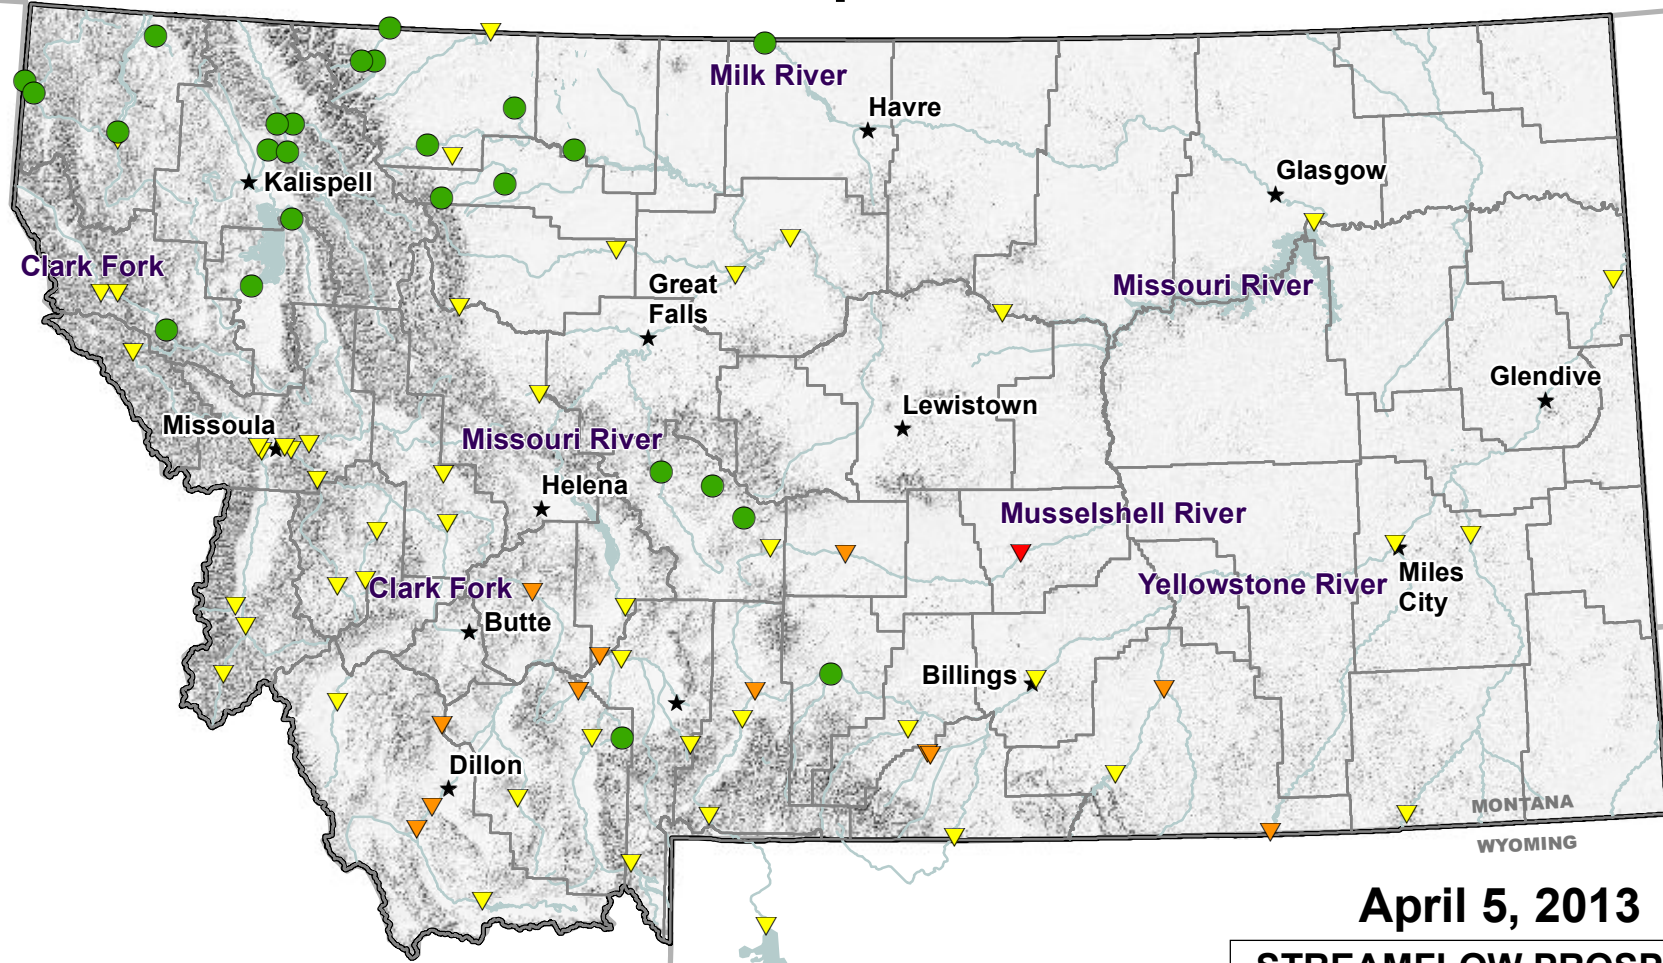 Milk River
Havre
Glasgow
Kalispell
Clark Fork
Great
Falls
Missouri River
Glendive
Lewistown
Missoula
Missouri River
Helena
Musselshell River
Clark Fork
Yellowstone River
Miles
City
Butte
Billings
Dillon
MONTANA
WYOMING
April 5, 2013